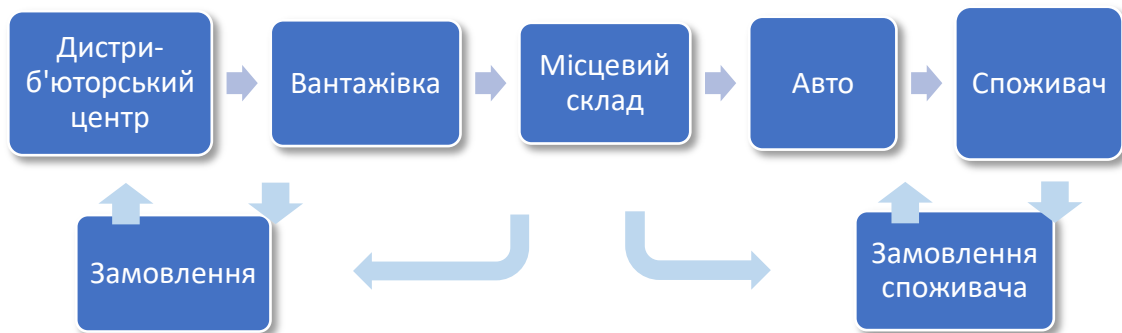 Дистри-
б'юторський
центр
Вантажівка
Місцевий
склад
Авто
Споживач
Замовлення
Замовлення
споживача